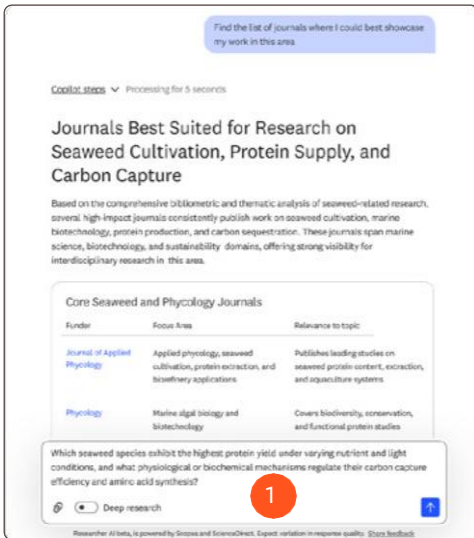 Find the list of journals where I could best showcase
my work in this area
Copilot steps Processing for 5 seconds
Journals Best Suited for Research on
Seaweed Cultivation, Protein Supply, and
Carbon Capture
Based on the comprehensive bibliometric and thematic analysis of seaweed-related research,
several high-impact journals consistently publish work on seaweed cultivation, marine
biotechnology, protein production, and carbon sequestration. These journals span marine
science, biotechnology, and sustainability domains, offering strong visibility for
interdisciplinary research in this area.
Core Seaweed and Phycology Journals
Funder Focus Area Relevance to topic
Journal of Applied Applied phycology, seaweed Publishes leading studies on
Phycology cultivation, protein extraction, and seaweed protein content, extraction,
biorefinery applications and aquaculture systems
Phycology Marine algal biology and Covers biodiversity, conservation,
biotechnology and functional protein studies
Which seaweed species exhibit the highest protein yield under varying nutrient and light
conditions, and what physiological or biochemical mechanisms regulate their carbon capture
efficiency and amino acid synthesis?
1
Deep research
Researcher AI beta, is powered by Scopus and ScienceDirect. Expect variation in response quality. Share feedback